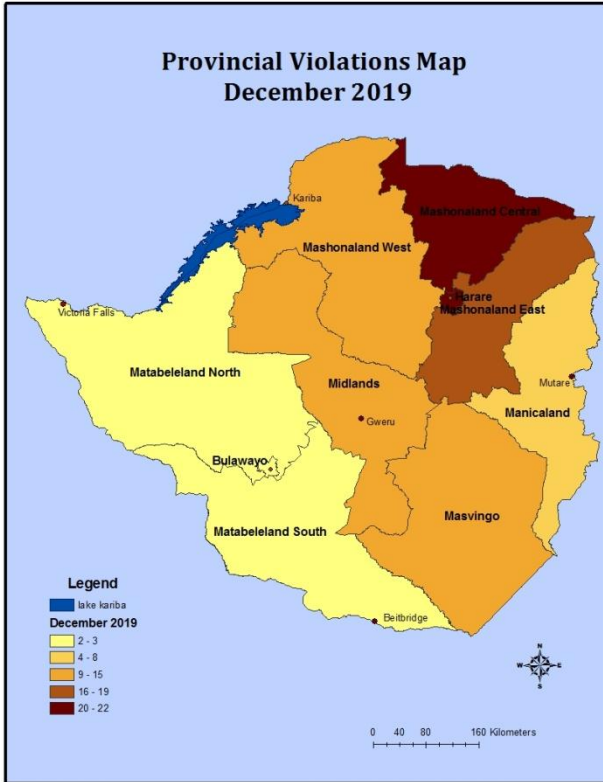 Provincial Violations Map
December 2019
Kariba
Mashonaland Central
Mashonaland West
Harare
Mashonaland East
Victoria Falls
Matabeleland North
Midlands
Mutare
Manicaland
Gweru
Bulawayo
Masvingo
Matabeleland South
Beitbridge
Legend
lake kariba
December 2019
2 - 3
4 - 8
9 - 15
16 - 19
20 - 22
N
W E
S
0 40 80 160 Kilometers